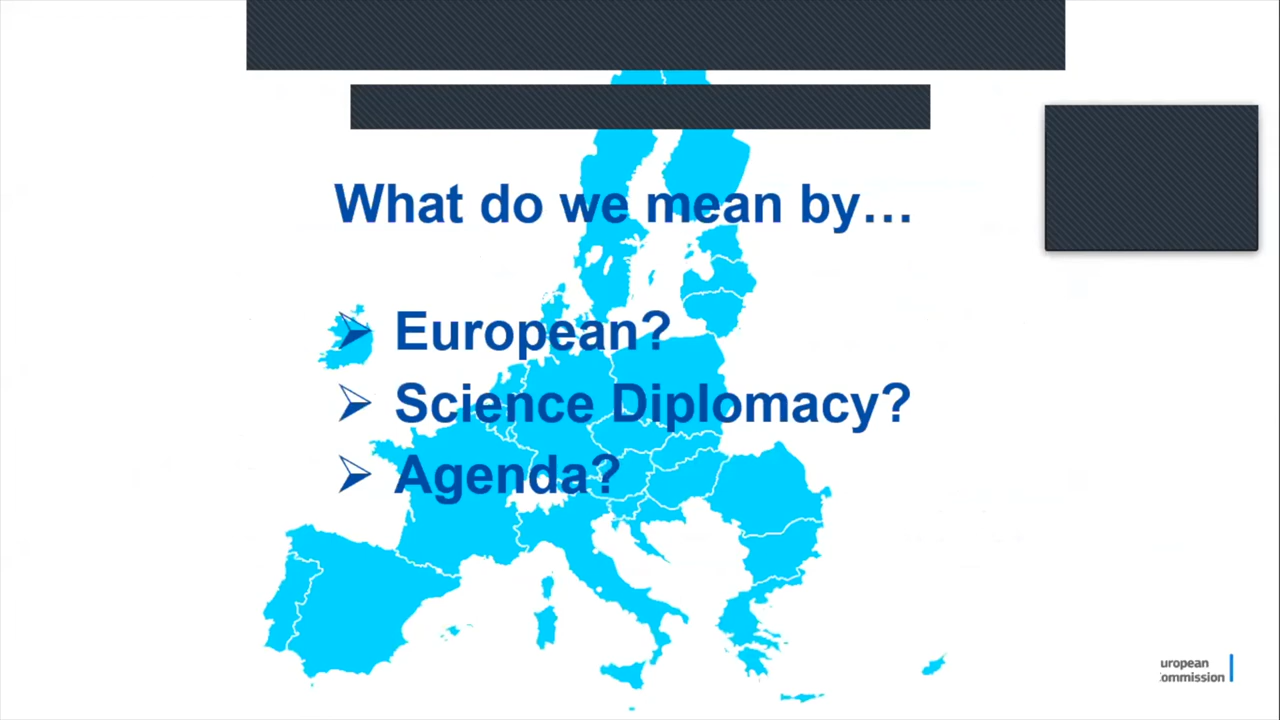 What do we mean by…
➢ European?
➢ Science Diplomacy?
➢ Agenda?
uropean
ommission